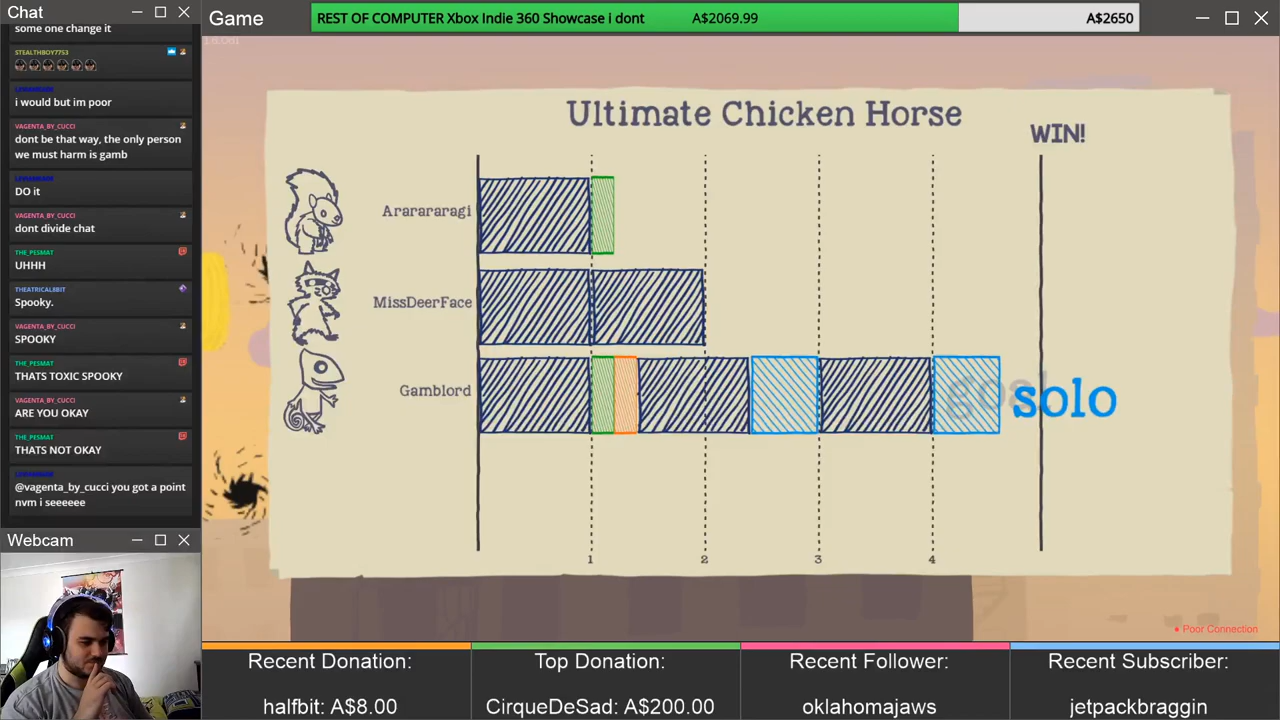 Chat
Game
REST OF COMPUTER Xbox Indie 360 Showcase i dont
A$2069.99
A$2650
some one change it
STEALTHBOY7753
i would but im poor
VAGENTA_BY_CUCCI
dont be that way, the only person
we must harm is gamb
DO it
VAGENTA_BY_CUCCI
dont divide chat
THE_PESMAT
UHHH
THEATRICAL8BIT
Spooky.
VAGENTA_BY_CUCCI
SPOOKY
THE_PESMAT
THATS TOXIC SPOOKY
VAGENTA_BY_CUCCI
ARE YOU OKAY
THE_PESMAT
THATS NOT OKAY
@vagenta_by_cucci you got a point
nvm i seeeeee
Webcam
Ultimate Chicken Horse
WIN!
Ararararagi
MissDeerFace
Gamblord
goal
solo
1 2 3 4
Poor Connection
Recent Donation:
halfbit: A$8.00
Top Donation:
CirqueDeSad: A$200.00
Recent Follower:
oklahomajaws
Recent Subscriber:
jetpackbraggin